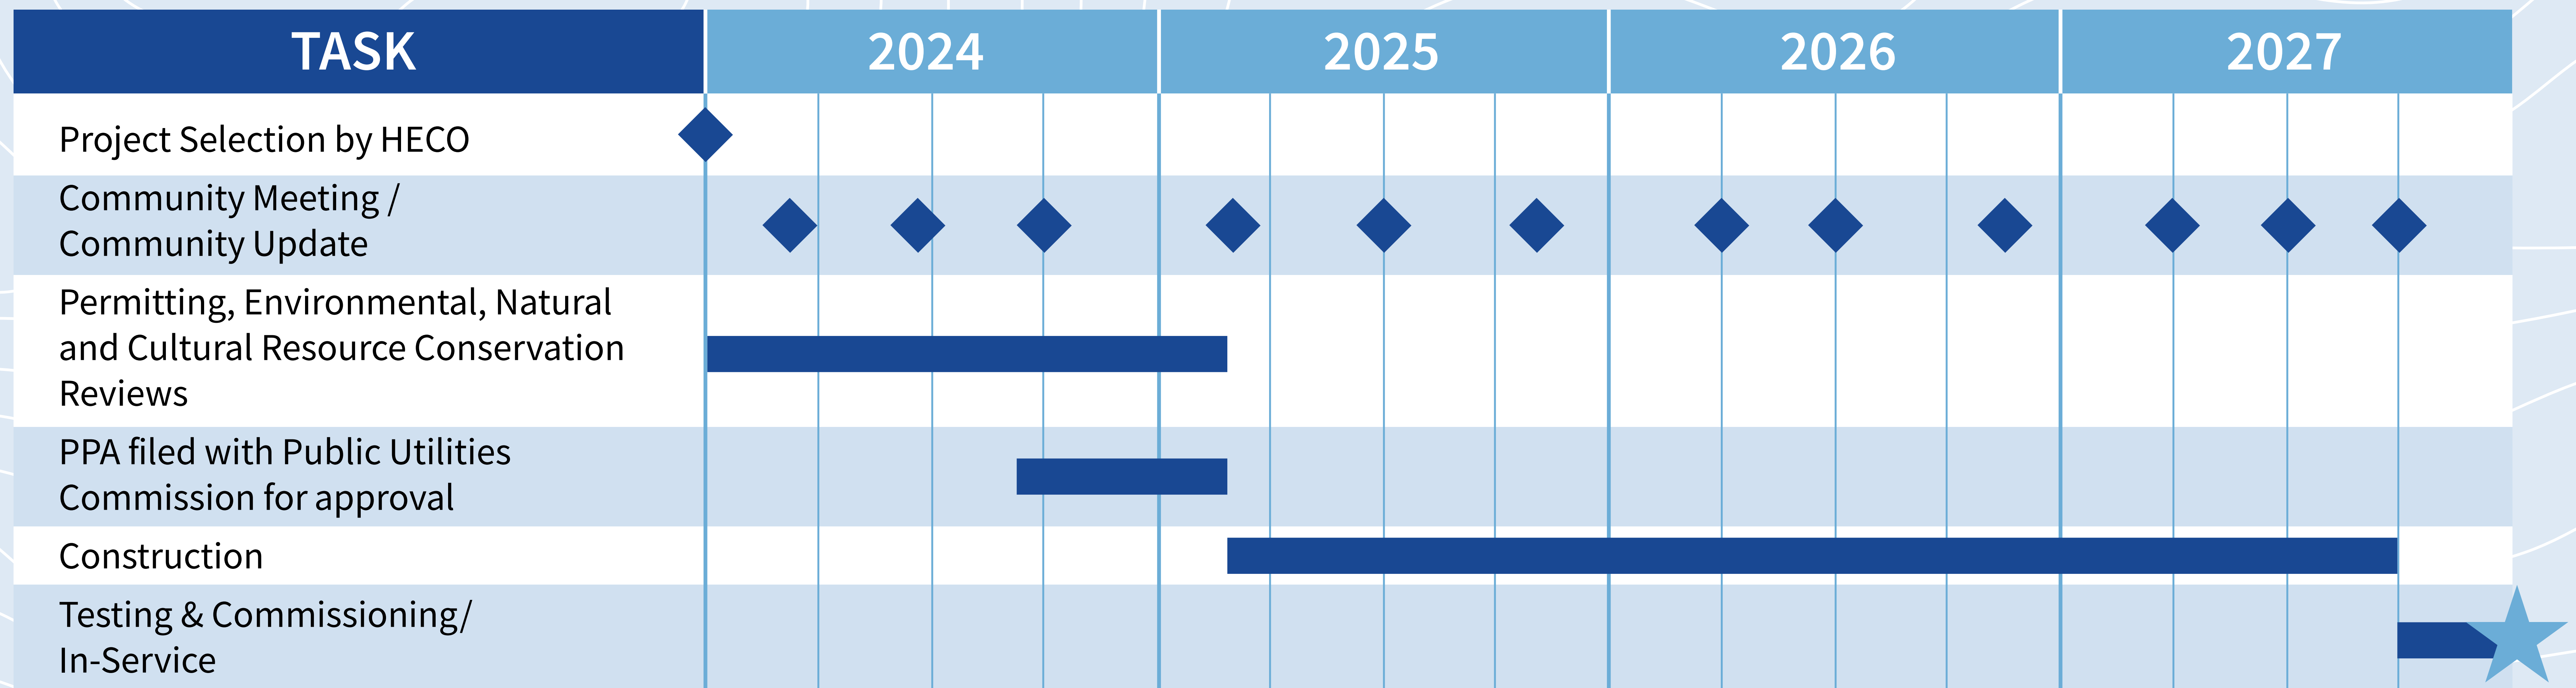 TASK 2024 2025 2026 2027
Project Selection by HECO
Community Meeting /
Community Update
Permitting, Environmental, Natural
and Cultural Resource Conservation
Reviews
PPA filed with Public Utilities
Commission for approval
Construction
Testing & Commissioning/
In-Service